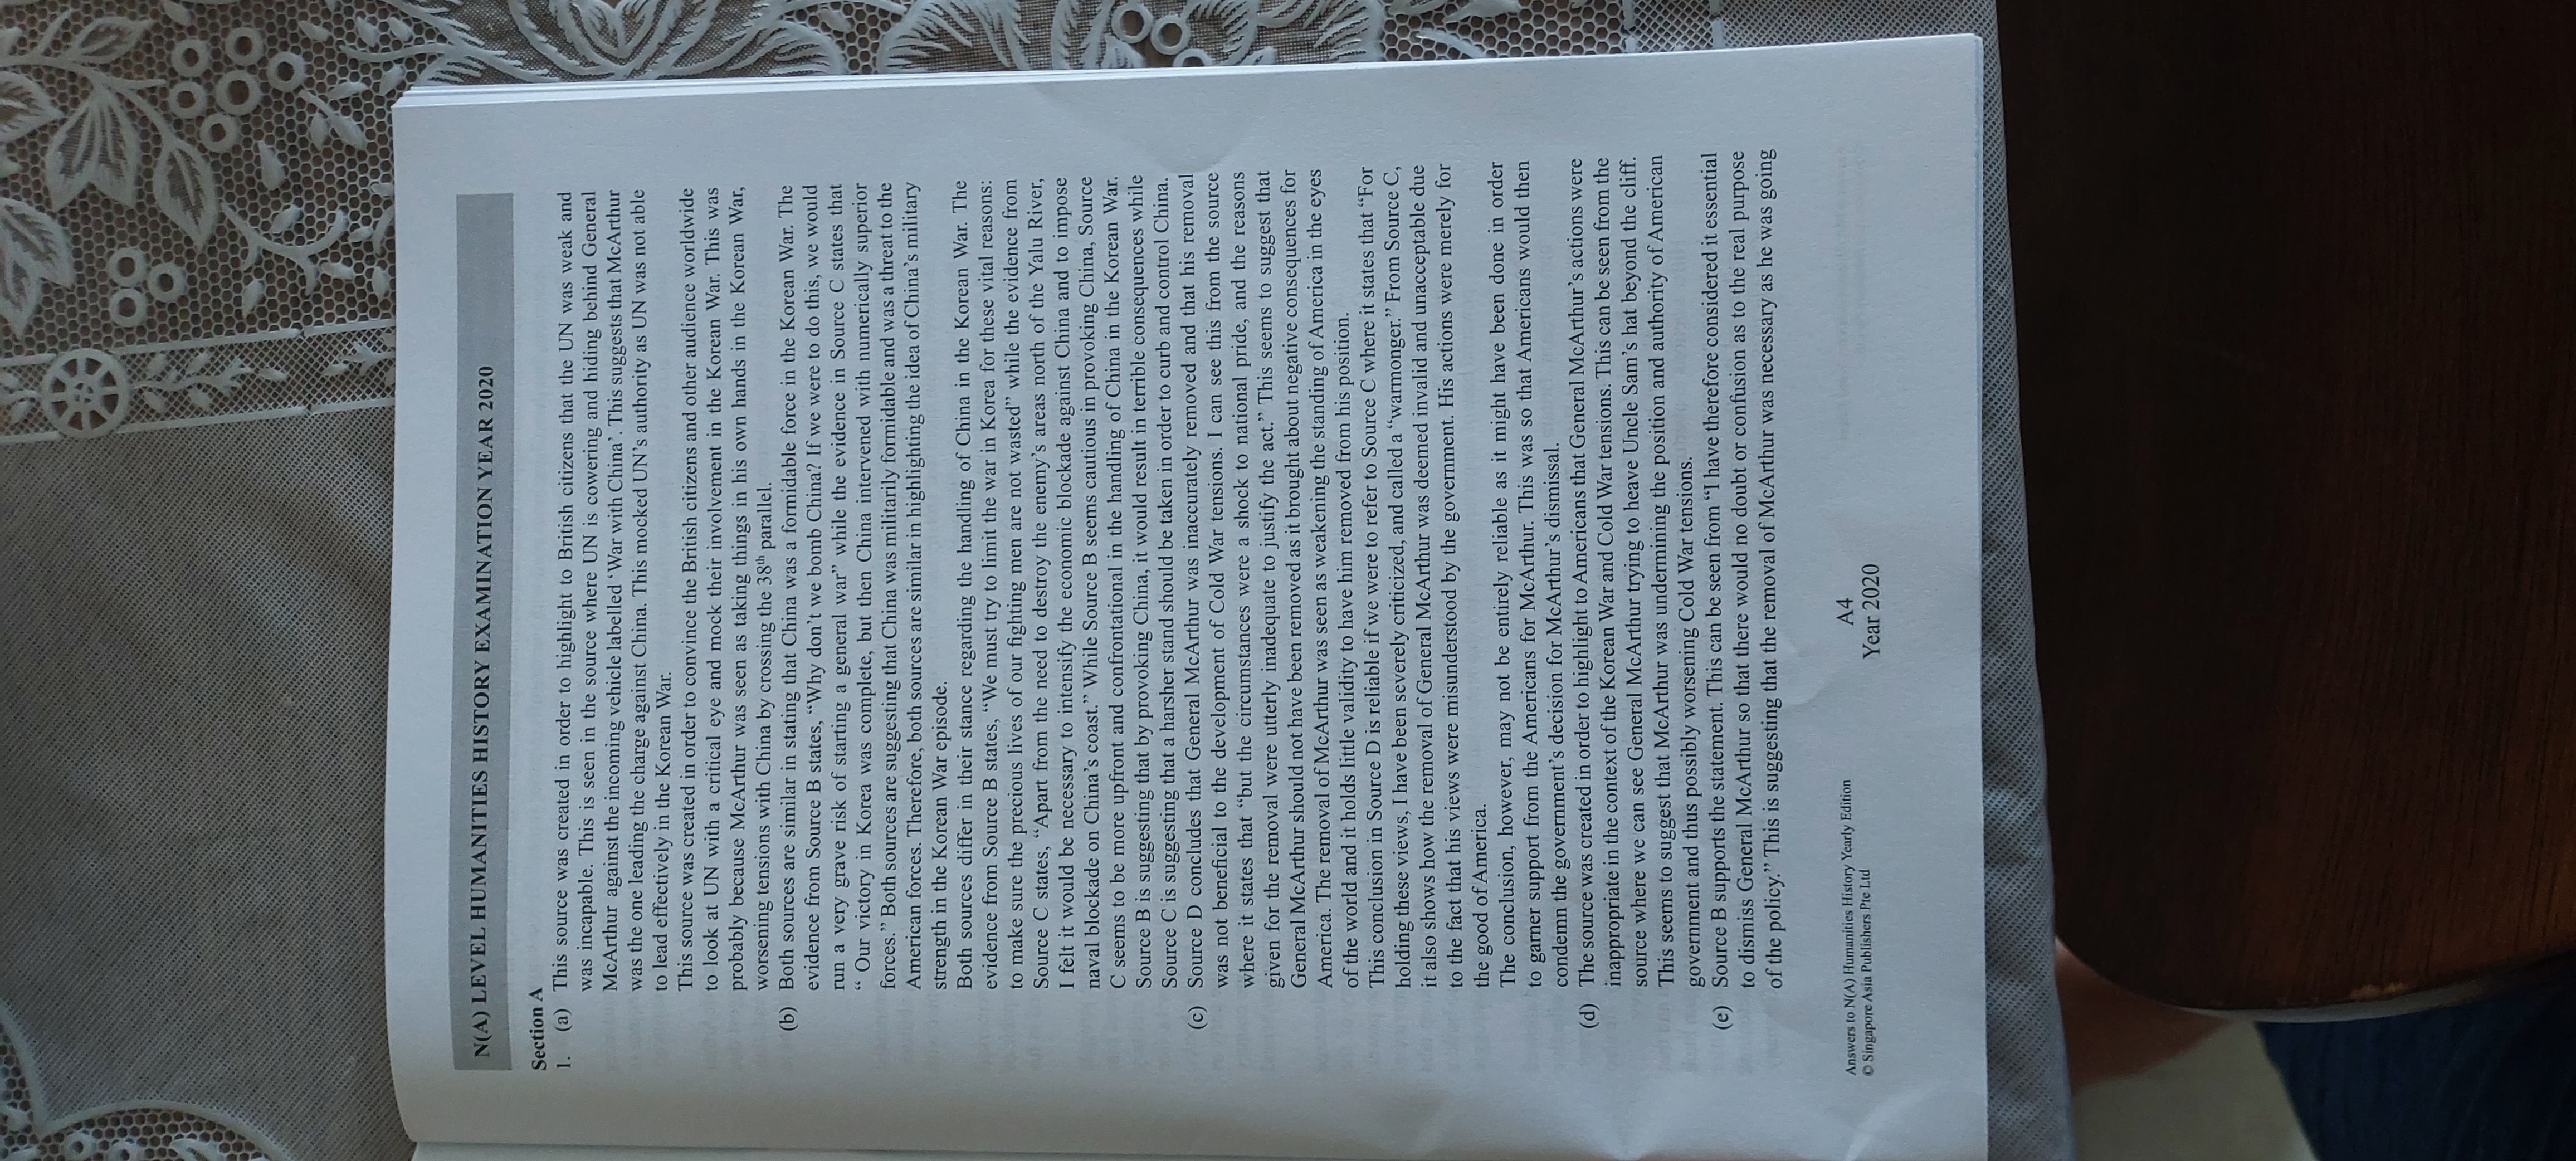 N(A) LEVEL HUMANITIES HISTORY EXAMINATION YEAR 2020
Section A
1. (a) This source was created in order to highlight to British citizens that the UN was weak and
was incapable. This is seen in the source where UN is cowering and hiding behind General
McArthur against the incoming vehicle labelled ‘War with China’. This suggests that McArthur
was the one leading the charge against China. This mocked UN’s authority as UN was not able
to lead effectively in the Korean War.
This source was created in order to convince the British citizens and other audience worldwide
to look at UN with a critical eye and mock their involvement in the Korean War. This was
probably because McArthur was seen as taking things in his own hands in the Korean War,
worsening tensions with China by crossing the 38th parallel.
(b) Both sources are similar in stating that China was a formidable force in the Korean War. The
evidence from Source B states, “Why don’t we bomb China? If we were to do this, we would
run a very grave risk of starting a general war” while the evidence in Source C states that
“ Our victory in Korea was complete, but then China intervened with numerically superior
forces.” Both sources are suggesting that China was militarily formidable and was a threat to the
American forces. Therefore, both sources are similar in highlighting the idea of China’s military
strength in the Korean War episode.
Both sources differ in their stance regarding the handling of China in the Korean War. The
evidence from Source B states, “We must try to limit the war in Korea for these vital reasons:
to make sure the precious lives of our fighting men are not wasted” while the evidence from
Source C states, “Apart from the need to destroy the enemy’s areas north of the Yalu River,
I felt it would be necessary to intensify the economic blockade against China and to impose
naval blockade on China’s coast.” While Source B seems cautious in provoking China, Source
C seems to be more upfront and confrontational in the handling of China in the Korean War.
Source B is suggesting that by provoking China, it would result in terrible consequences while
Source C is suggesting that a harsher stand should be taken in order to curb and control China.
(c) Source D concludes that General McArthur was inaccurately removed and that his removal
was not beneficial to the development of Cold War tensions. I can see this from the source
where it states that “but the circumstances were a shock to national pride, and the reasons
given for the removal were utterly inadequate to justify the act.” This seems to suggest that
General McArthur should not have been removed as it brought about negative consequences for
America. The removal of McArthur was seen as weakening the standing of America in the eyes
of the world and it holds little validity to have him removed from his position.
This conclusion in Source D is reliable if we were to refer to Source C where it states that “For
holding these views, I have been severely criticized, and called a “warmonger.” From Source C,
it also shows how the removal of General McArthur was deemed invalid and unacceptable due
to the fact that his views were misunderstood by the government. His actions were merely for
the good of America.
The conclusion, however, may not be entirely reliable as it might have been done in order
to garner support from the Americans for McArthur. This was so that Americans would then
condemn the government’s decision for McArthur’s dismissal.
(d) The source was created in order to highlight to Americans that General McArthur’s actions were
inappropriate in the context of the Korean War and Cold War tensions. This can be seen from the
source where we can see General McArthur trying to heave Uncle Sam’s hat beyond the cliff.
This seems to suggest that McArthur was undermining the position and authority of American
government and thus possibly worsening Cold War tensions.
(e) Source B supports the statement. This can be seen from “I have therefore considered it essential
to dismiss General McArthur so that there would no doubt or confusion as to the real purpose
of the policy.” This is suggesting that the removal of McArthur was necessary as he was going
Answers to N(A) Humanities History Yearly Edition
© Singapore Asia Publishers Pte Ltd
A4
Year 2020